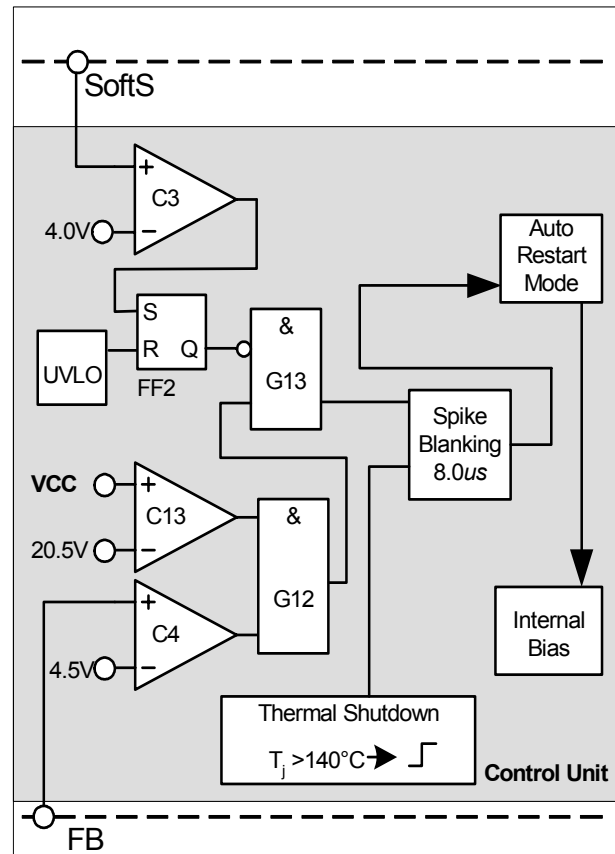 SoftS
+
C3
4.0V
−
Auto
Restart
Mode
S
&
UVLO
R
Q
G13
FF2
Spike
Blanking
8.0us
VCC
+
C13
&
20.5V
−
G12
+
C4
Internal
Bias
4.5V
−
Thermal Shutdown
Tj >140°C
Control Unit
FB